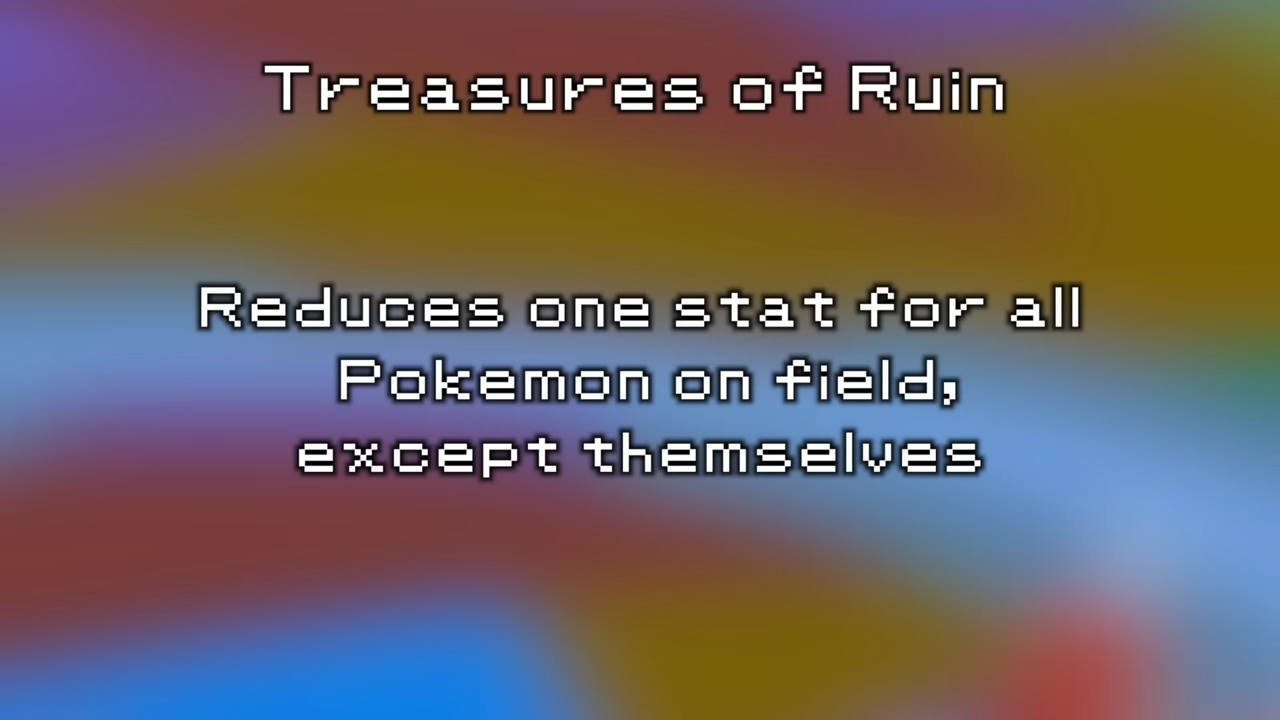 Treasures of Ruin
Reduces one stat for all
Pokemon on field,
except themselves